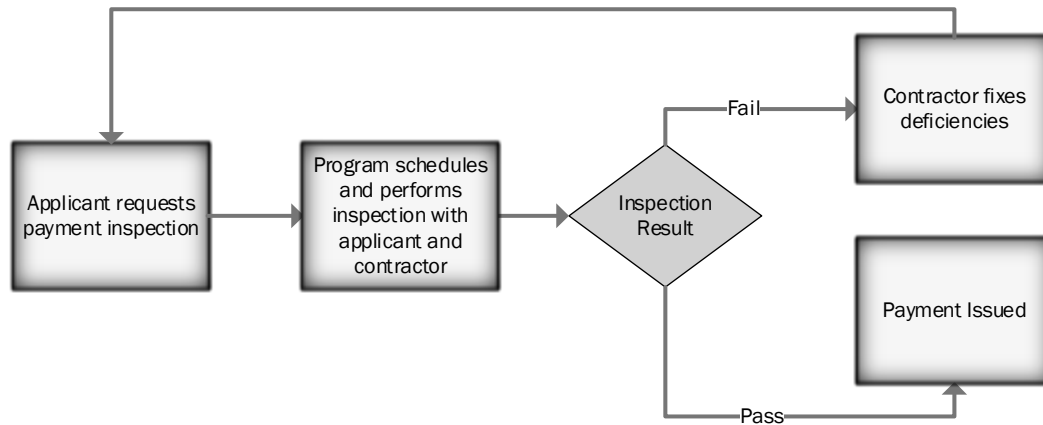 Applicant requests
payment inspection
Program schedules
and performs
inspection with
applicant and
contractor
Inspection
Result
Fail
Contractor fixes
deficiencies
Pass
Payment Issued